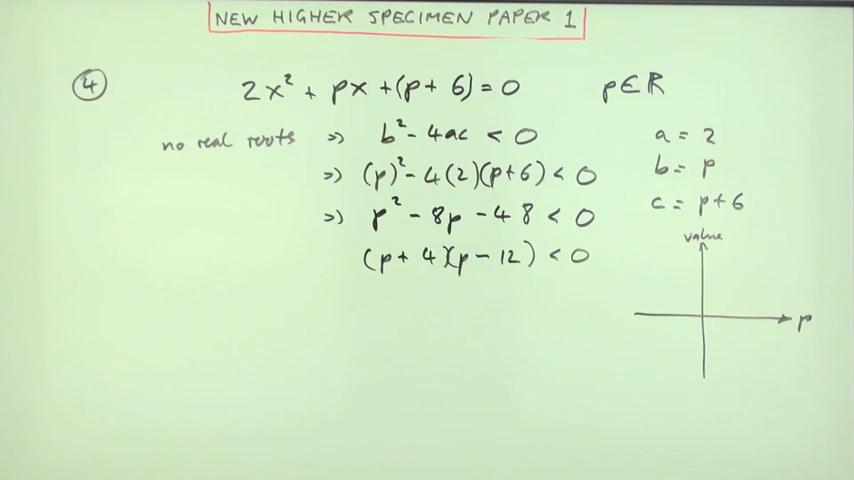 NEW HIGHER SPECIMEN PAPER 1
④ 2x² + px + (p + 6) = 0 p ∈ ℝ
no real roots => b² - 4ac < 0 a = 2
=> (p)² - 4(2)(p+6) < 0 b = p
=> p² - 8p - 48 < 0 c = p + 6
(p + 4)(p - 12) < 0
value
p